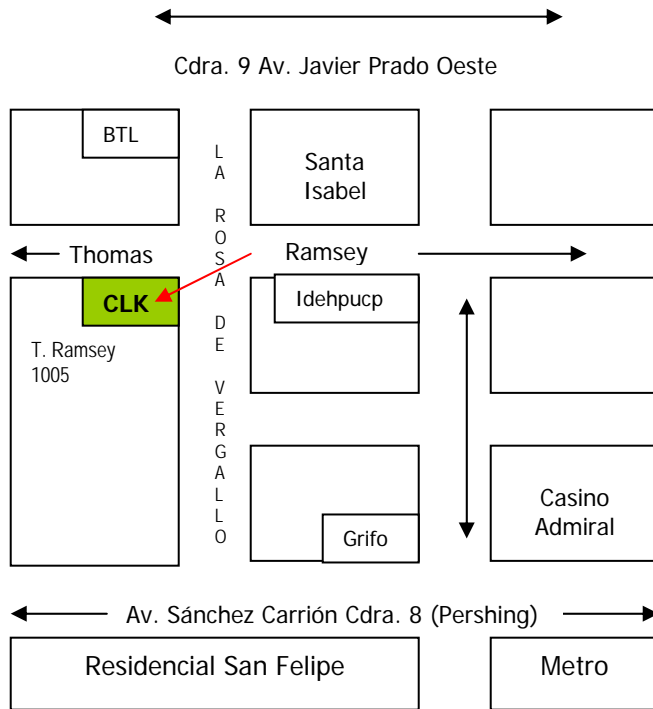 Cdra. 9 Av. Javier Prado Oeste
BTL
LA ROSA DE VERGALLO
Santa
Isabel
Thomas Ramsey
CLK
Idehpucp
T. Ramsey
1005
Casino
Admiral
Grifo
Av. Sánchez Carrión Cdra. 8 (Pershing)
Residencial San Felipe
Metro